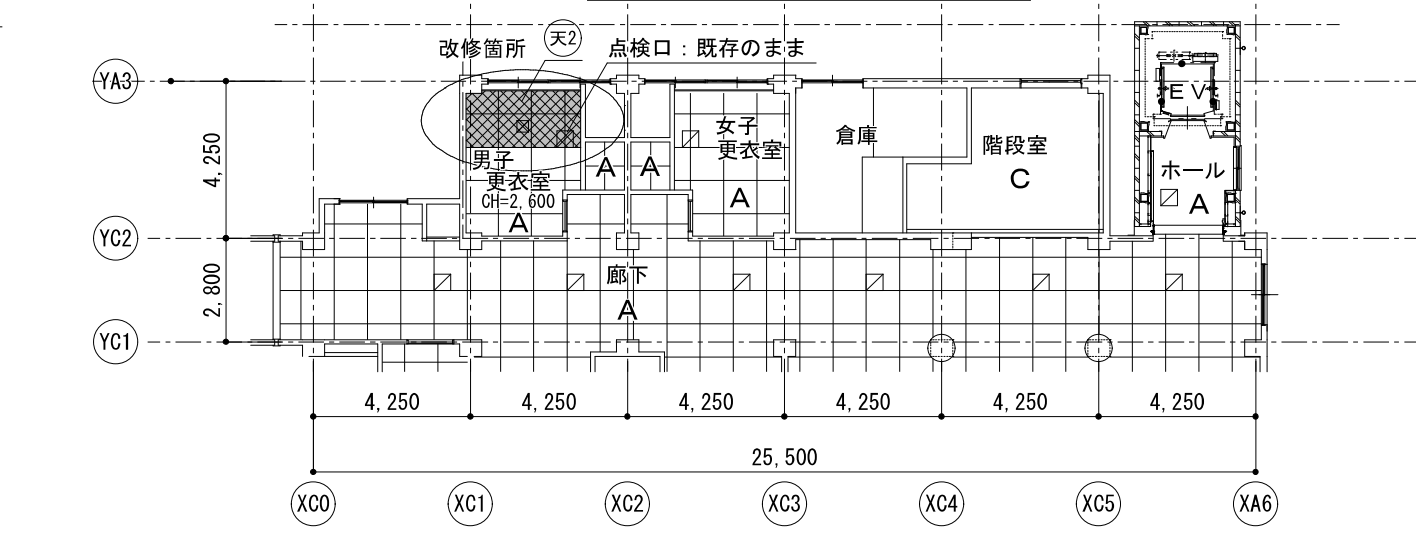 改修箇所
天2
点検口：既存のまま
YA3
EV
4,250
女子
更衣室
倉庫
階段室
男子
更衣室
CH=2,600
A
A
A
A
C
ホール
A
YC2
2,800
廊下
A
YC1
4,250
4,250
4,250
4,250
4,250
4,250
25,500
XC0
XC1
XC2
XC3
XC4
XC5
XA6